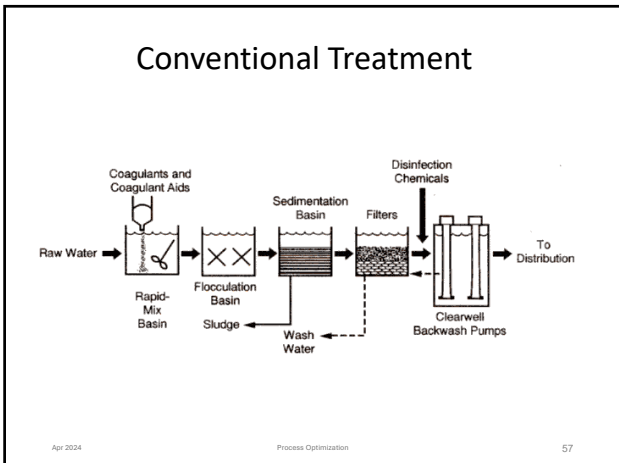 Conventional Treatment
Coagulants and
Coagulant Aids
Raw Water
Rapid-
Mix
Basin
Flocculation
Basin
Sedimentation
Basin
Sludge
Filters
Wash
Water
Disinfection
Chemicals
Clearwell
Backwash Pumps
To
Distribution
Apr 2024
Process Optimization
57